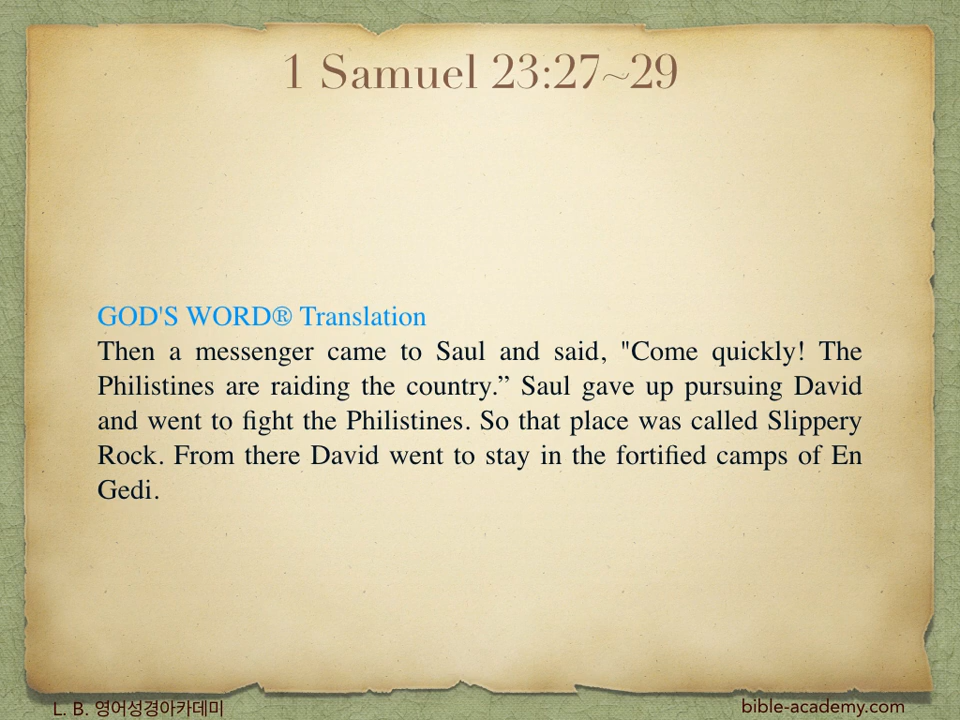 1 Samuel 23:27~29
GOD'S WORD® Translation
Then a messenger came to Saul and said, "Come quickly! The
Philistines are raiding the country.” Saul gave up pursuing David
and went to fight the Philistines. So that place was called Slippery
Rock. From there David went to stay in the fortified camps of En
Gedi.
L. B. 영어성경아카데미
bible-academy.com